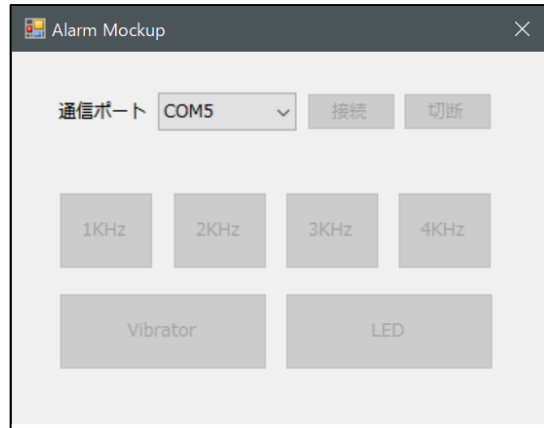 Alarm Mockup
通信ポート COM5 接続 切断
1KHz 2KHz 3KHz 4KHz
Vibrator LED